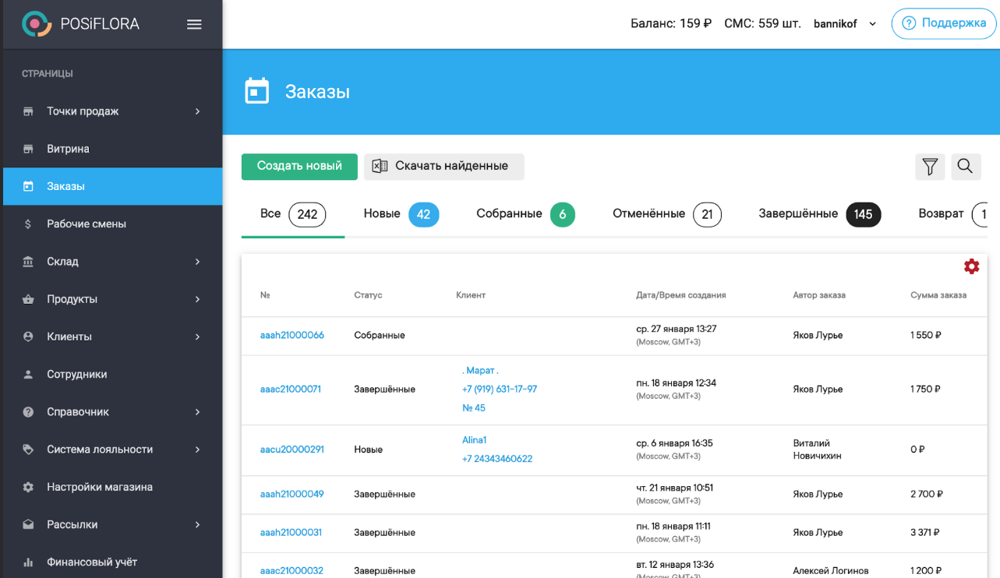 POSiFLORA
Баланс: 159 ₽ СМС: 559 шт. bannikof Поддержка
СТРАНИЦЫ
Точки продаж
Витрина
Заказы
Рабочие смены
Склад
Продукты
Клиенты
Сотрудники
Справочник
Система лояльности
Настройки магазина
Рассылки
Финансовый учёт
Заказы
Создать новый Скачать найденные
Все 242 Новые 42 Собранные 6 Отменённые 21 Завершённые 145 Возврат 1
№ Статус Клиент Дата/Время создания Автор заказа Сумма заказа
aaah21000066 Собранные ср. 27 января 13:27 Яков Лурье 1 550 ₽
(Moscow, GMT+3)
. Марат .
aaac21000071 Завершённые +7 (919) 631-17-97 пн. 18 января 12:34 Яков Лурье 1 750 ₽
(Moscow, GMT+3)
№ 45
Alina1
aacu20000291 Новые +7 24343460622 ср. 6 января 16:35 Виталий Новичихин 0 ₽
(Moscow, GMT+3)
aaah21000049 Завершённые чт. 21 января 10:51 Яков Лурье 2 700 ₽
(Moscow, GMT+3)
aaah21000031 Завершённые пн. 18 января 11:11 Яков Лурье 3 371 ₽
(Moscow, GMT+3)
aaac21000032 Завершённые вт. 12 января 13:36 Алексей Логинов 1 200 ₽
(Moscow, GMT+3)